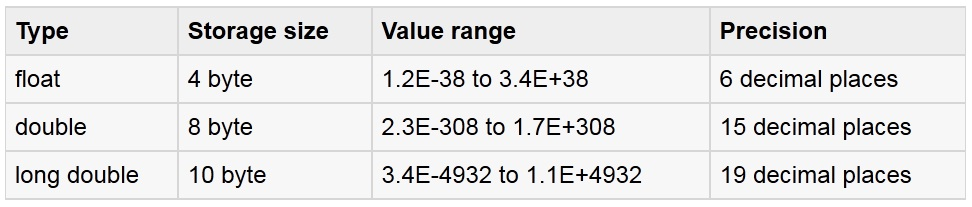 Type Storage size Value range Precision
float 4 byte 1.2E-38 to 3.4E+38 6 decimal places
double 8 byte 2.3E-308 to 1.7E+308 15 decimal places
long double 10 byte 3.4E-4932 to 1.1E+4932 19 decimal places